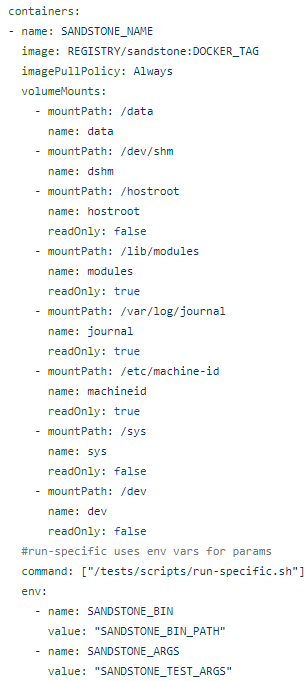 containers:
- name: SANDSTONE_NAME
  image: REGISTRY/sandstone:DOCKER_TAG
  imagePullPolicy: Always
  volumeMounts:
    - mountPath: /data
      name: data
    - mountPath: /dev/shm
      name: dshm
    - mountPath: /hostroot
      name: hostroot
      readOnly: false
    - mountPath: /lib/modules
      name: modules
      readOnly: true
    - mountPath: /var/log/journal
      name: journal
      readOnly: true
    - mountPath: /etc/machine-id
      name: machineid
      readOnly: true
    - mountPath: /sys
      name: sys
      readOnly: false
    - mountPath: /dev
      name: dev
      readOnly: false
  #run-specific uses env vars for params
  command: ["/tests/scripts/run-specific.sh"]
  env:
    - name: SANDSTONE_BIN
      value: "SANDSTONE_BIN_PATH"
    - name: SANDSTONE_ARGS
      value: "SANDSTONE_TEST_ARGS"